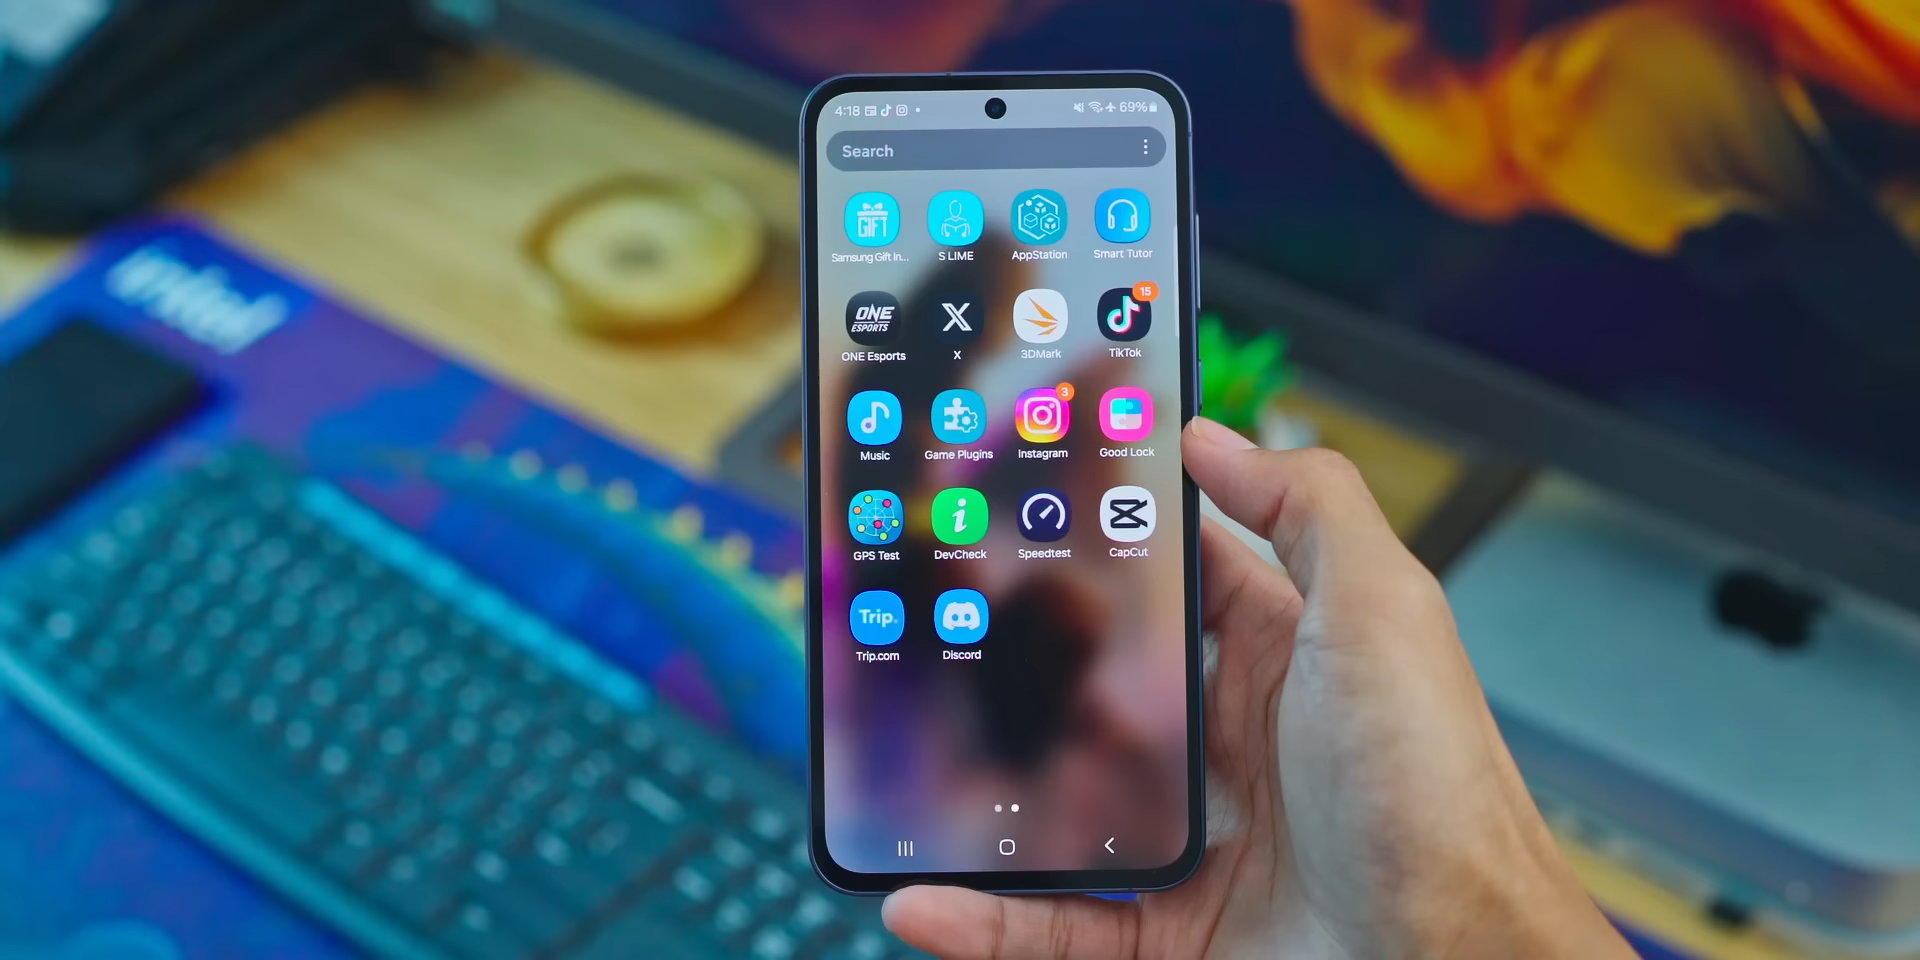 4:18
69%
Search
GIFT
Samsung Gift In...
S LIME
AppStation
Smart Tutor
ONE
ESPORTS
15
ONE Esports
X
3DMark
TikTok
3
Music
Game Plugins
Instagram
Good Lock
GPS Test
DevCheck
Speedtest
CapCut
Trip.
Trip.com
Discord